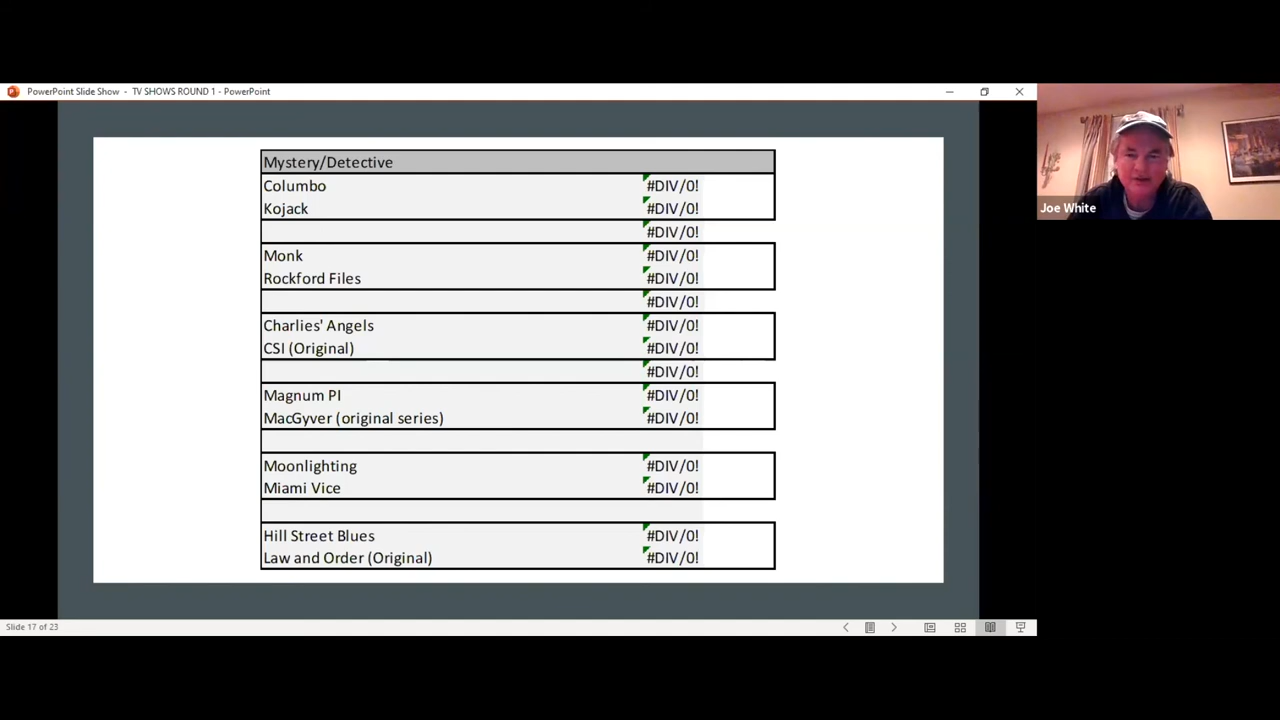 PowerPoint Slide Show - TV SHOWS ROUND 1 - PowerPoint
Mystery/Detective
Columbo #DIV/0!
Kojack #DIV/0!
#DIV/0!
Monk #DIV/0!
Rockford Files #DIV/0!
#DIV/0!
Charlies' Angels #DIV/0!
CSI (Original) #DIV/0!
#DIV/0!
Magnum PI #DIV/0!
MacGyver (original series) #DIV/0!
Moonlighting #DIV/0!
Miami Vice #DIV/0!
Hill Street Blues #DIV/0!
Law and Order (Original) #DIV/0!
Slide 17 of 23
Joe White